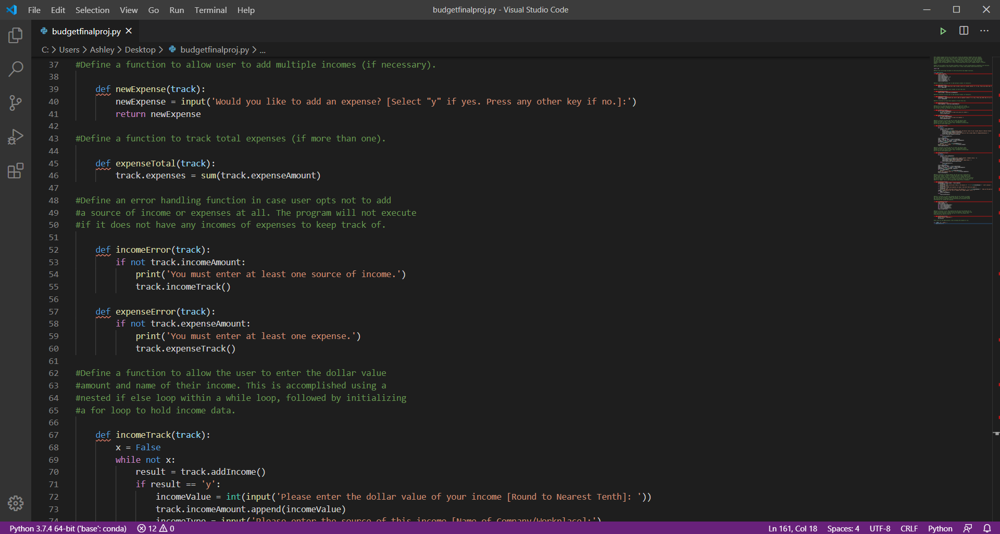 File Edit Selection View Go Run Terminal Help budgetfinalproj.py - Visual Studio Code
budgetfinalproj.py
C: > Users > Ashley > Desktop > budgetfinalproj.py > ...
37 #Define a function to allow user to add multiple incomes (if necessary).
38
39 def newExpense(track):
40 newExpense = input('Would you like to add an expense? [Select "y" if yes. Press any other key if no.]:')
41 return newExpense
42
43 #Define a function to track total expenses (if more than one).
44
45 def expenseTotal(track):
46 track.expenses = sum(track.expenseAmount)
47
48 #Define an error handling function in case user opts not to add
49 #a source of income or expenses at all. The program will not execute
50 #if it does not have any incomes of expenses to keep track of.
51
52 def incomeError(track):
53 if not track.incomeAmount:
54 print('You must enter at least one source of income.')
55 track.incomeTrack()
56
57 def expenseError(track):
58 if not track.expenseAmount:
59 print('You must enter at least one expense.')
60 track.expenseTrack()
61
62 #Define a function to allow the user to enter the dollar value
63 #amount and name of their income. This is accomplished using a
64 #nested if else loop within a while loop, followed by initializing
65 #a for loop to hold income data.
66
67 def incomeTrack(track):
68 x = False
69 while not x:
70 result = track.addIncome()
71 if result == 'y':
72 incomeValue = int(input('Please enter the dollar value of your income [Round to Nearest Tenth]: '))
73 track.incomeAmount.append(incomeValue)
74 incomeType = input('Please enter the source of this income [Name of Company/Workplace]:')
Python 3.7.4 64-bit ('base': conda) 12 0 Ln 161, Col 18 Spaces: 4 UTF-8 CRLF Python